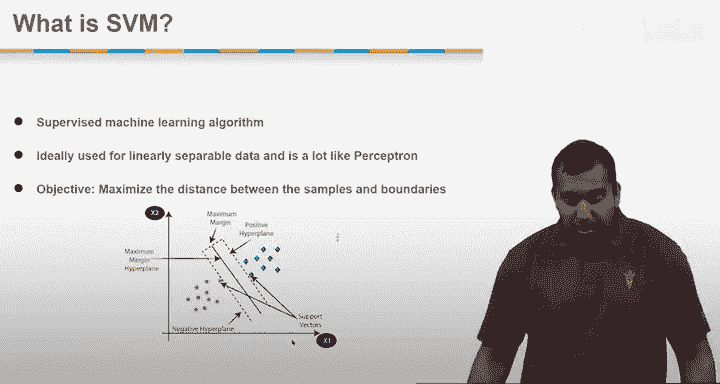 What is SVM?
Supervised machine learning algorithm
Ideally used for linearly separable data and is a lot like Perceptron
Objective: Maximize the distance between the samples and boundaries
X2
Maximum
Margin
Positive
Hyperplane
Maximum
Margin
Hyperplane
Support
Vectors
Negative Hyperplane
X1